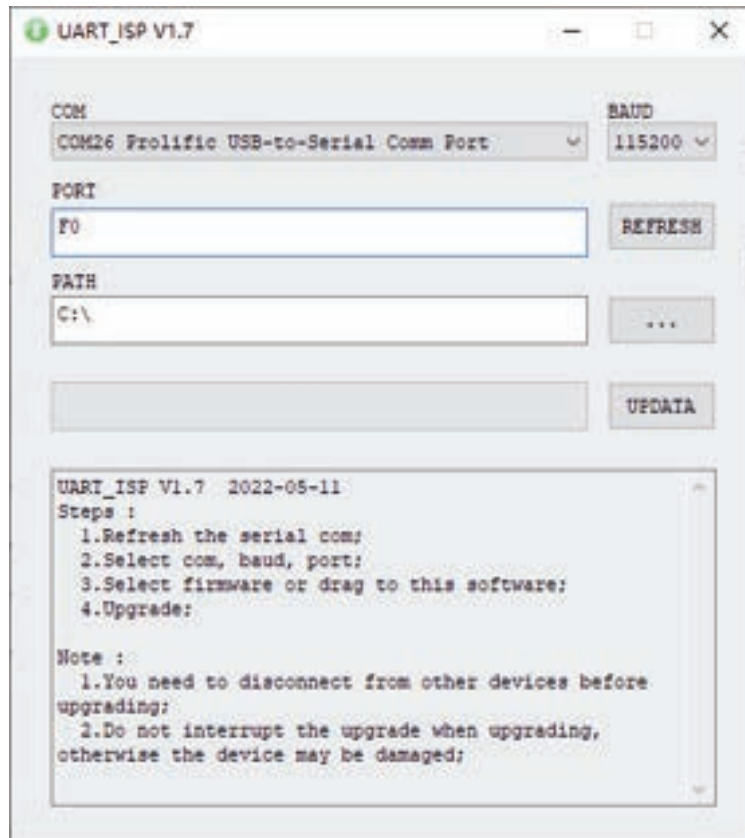 UART_ISP V1.7
COM
BAUD
COM26 Prolific USB-to-Serial Comm Port
115200
PORT
F0
REFRESH
PATH
C:\
...
UPDATA
UART_ISP V1.7 2022-05-11
Steps :
1.Refresh the serial com;
2.Select com, baud, port;
3.Select firmware or drag to this software;
4.Upgrade;
Note :
1.You need to disconnect from other devices before
upgrading;
2.Do not interrupt the upgrade when upgrading,
otherwise the device may be damaged;